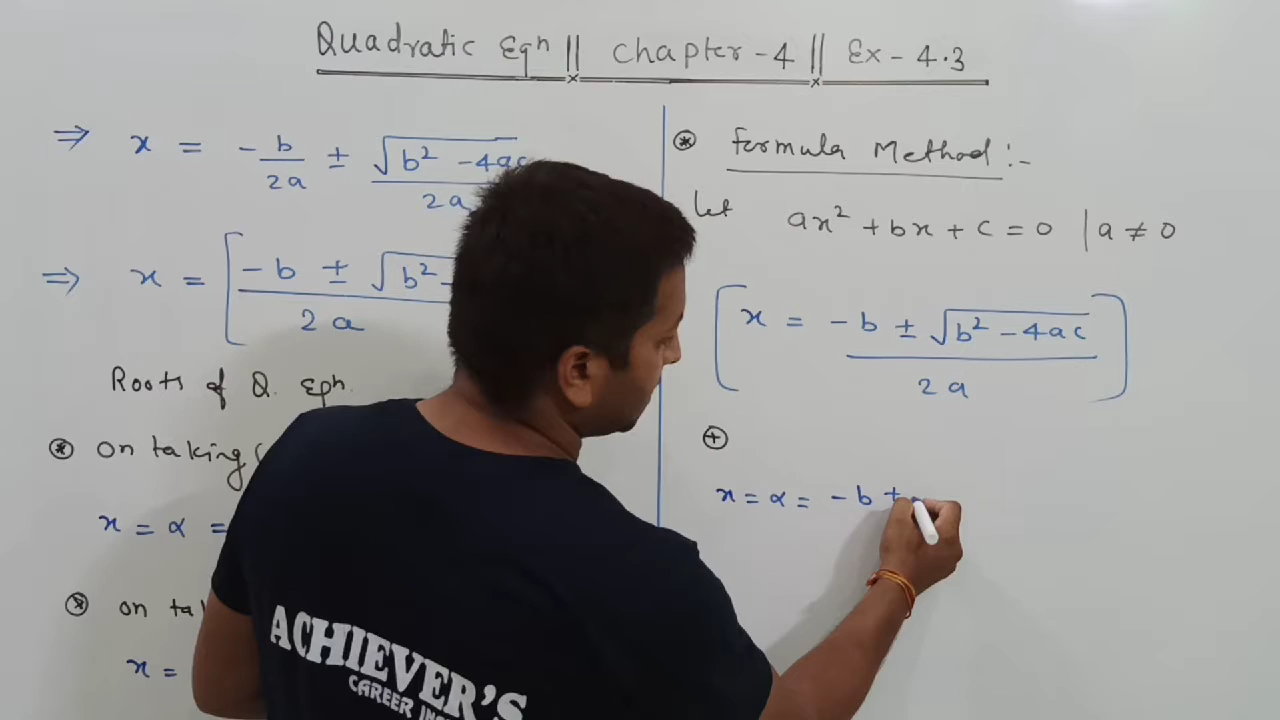 Quadratic Eqn || Chapter-4 || Ex-4.3
⇒ x = -b/2a ± √b² -4ac/2a
⇒ x = [-b ± √b²-/2a
Roots of Q. Eqn.
⊛ on taking (
x = α =
⊛ on
x =
⊛ Formula Method:-
Let ax² + bx + c = 0 | a ≠ 0
[x = -b ± √b² - 4ac/2a]
⊕
x = α = -b +
ACHIEVER'S
CAREER